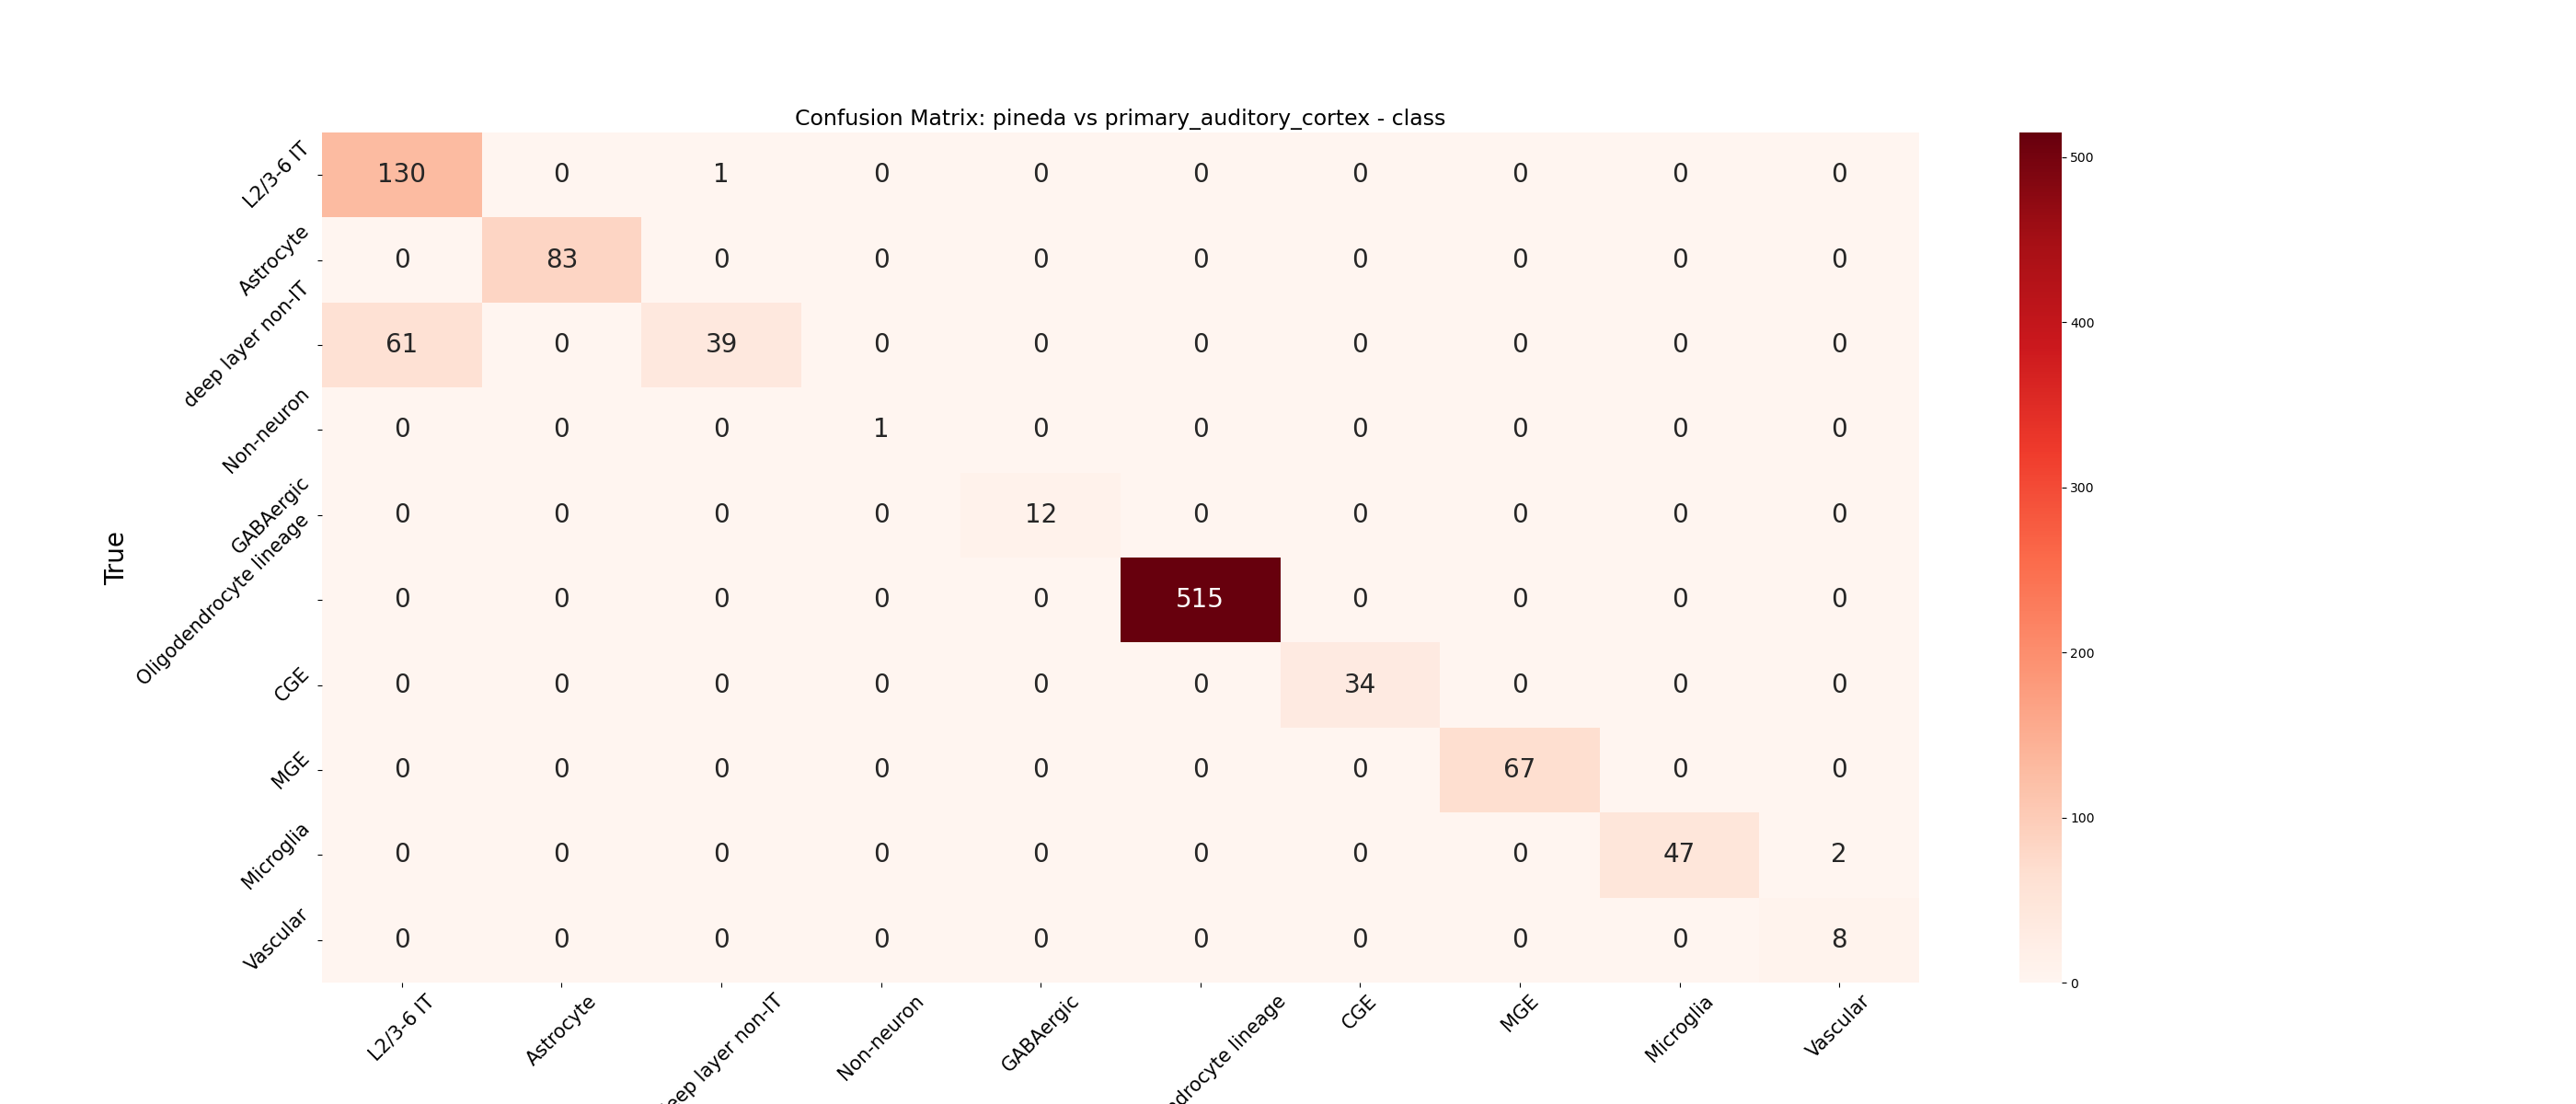 Confusion Matrix: pineda vs primary_auditory_cortex - class
True
L2/3-6 IT 130 0 1 0 0 0 0 0 0 0
Astrocyte 0 83 0 0 0 0 0 0 0 0
deep layer non-IT 61 0 39 0 0 0 0 0 0 0
Non-neuron 0 0 0 1 0 0 0 0 0 0
GABAergic 0 0 0 0 12 0 0 0 0 0
Oligodendrocyte lineage 0 0 0 0 0 515 0 0 0 0
CGE 0 0 0 0 0 0 34 0 0 0
MGE 0 0 0 0 0 0 0 67 0 0
Microglia 0 0 0 0 0 0 0 0 47 2
Vascular 0 0 0 0 0 0 0 0 0 8
L2/3-6 IT
Astrocyte
layer non-IT
Non-neuron
GABAergic
lineage
CGE
MGE
Microglia
Vascular
500
400
300
200
100
0